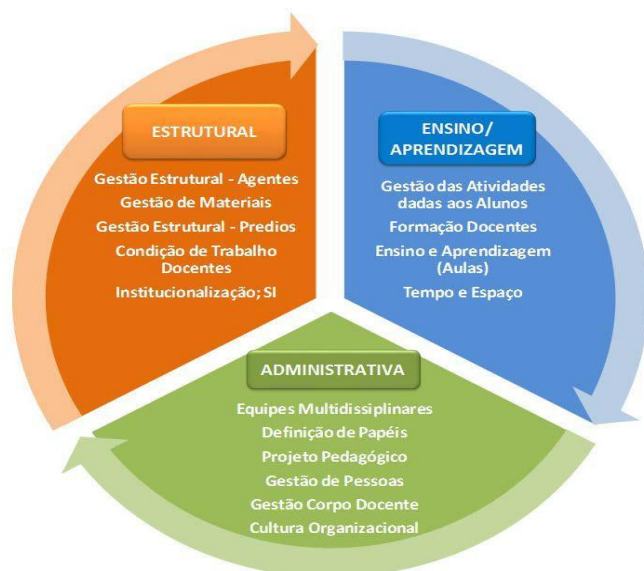 ESTRUTURAL
Gestão Estrutural - Agentes
Gestão de Materiais
Gestão Estrutural - Predios
Condição de Trabalho
Docentes
Institucionalização; SI
ENSINO/
APRENDIZAGEM
Gestão das Atividades
dadas aos Alunos
Formação Docentes
Ensino e Aprendizagem
(Aulas)
Tempo e Espaço
ADMINISTRATIVA
Equipes Multidissiplinares
Definição de Papéis
Projeto Pedagógico
Gestão de Pessoas
Gestão Corpo Docente
Cultura Organizacional